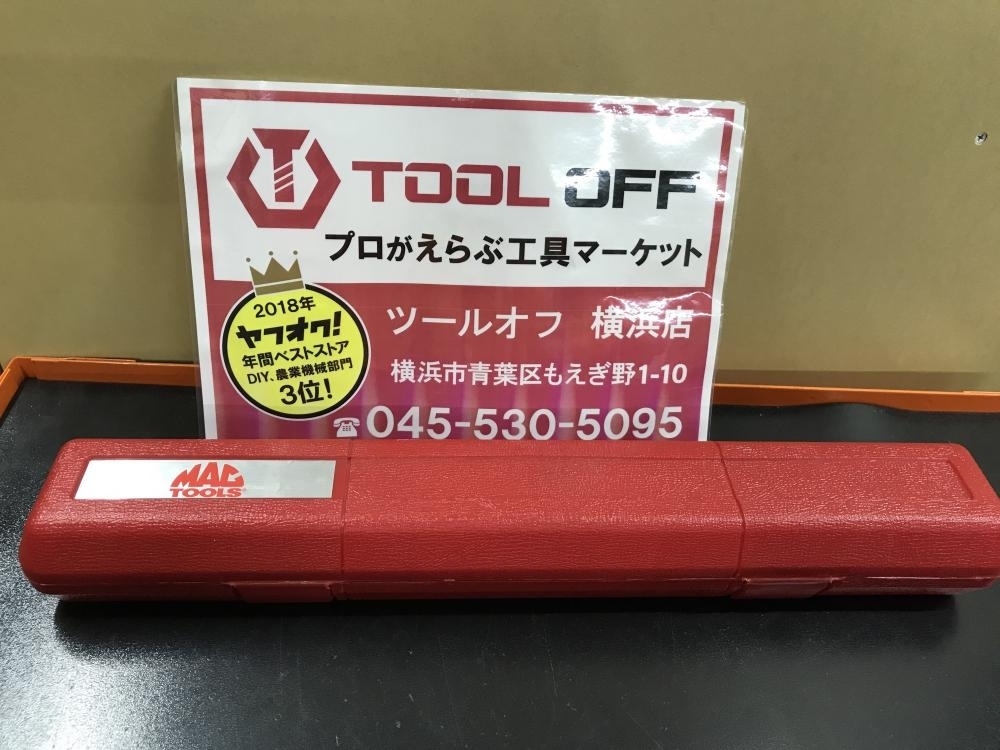 TOOL OFF
プロがえらぶ工具マーケット
2018年
ヤフオク!
年間ベストストア
DIY、農業機械部門
3位!
ツールオフ 横浜店
横浜市青葉区もえぎ野1-10
☎045-530-5095
MAC
TOOLS®